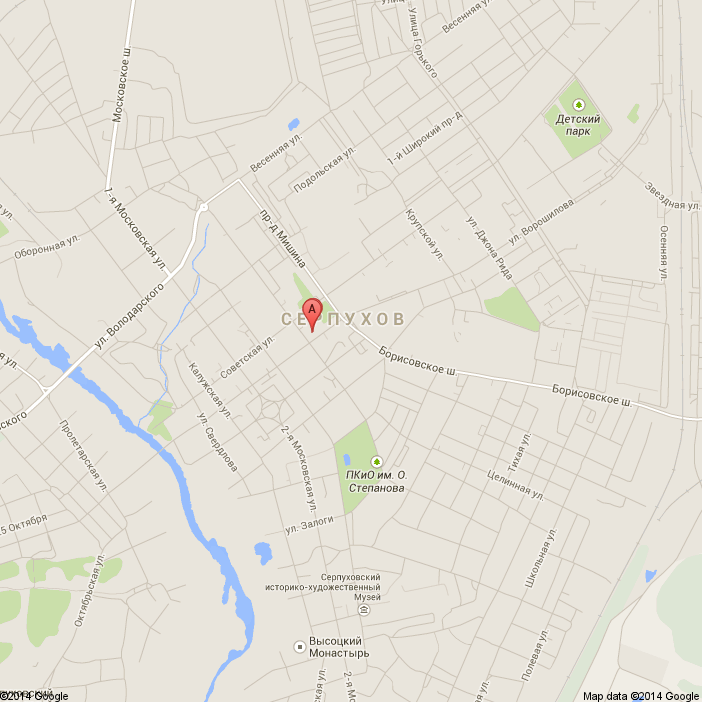 Улица Горького
Весенняя ул.
Московское ш
Детский
парк
1-й Широкий пр-д
Весенняя ул.
Подольская ул.
1-я Московская ул.
Звездная ул.
Крупской ул.
ул. Джона Рида
ул. Ворошилова
пр-д Мишина
Осенняя ул.
Оборонная ул.
ул. Володарского
A
СЕРПУХОВ
Советская ул.
Борисовское ш
Борисовское ш
Калужская ул.
ул. Свердлова
2-я Московская ул.
Пролетарская ул.
Тихая ул.
ПКиО им. О.
Степанова
Целинная ул.
ул. Залоги
25 Октября
Школьная ул.
Октябрьская ул.
Серпуховский
историко-художественный
Музей
Высоцкий
Монастырь
Полевая ул.
©2014 Google
Map data ©2014 Google